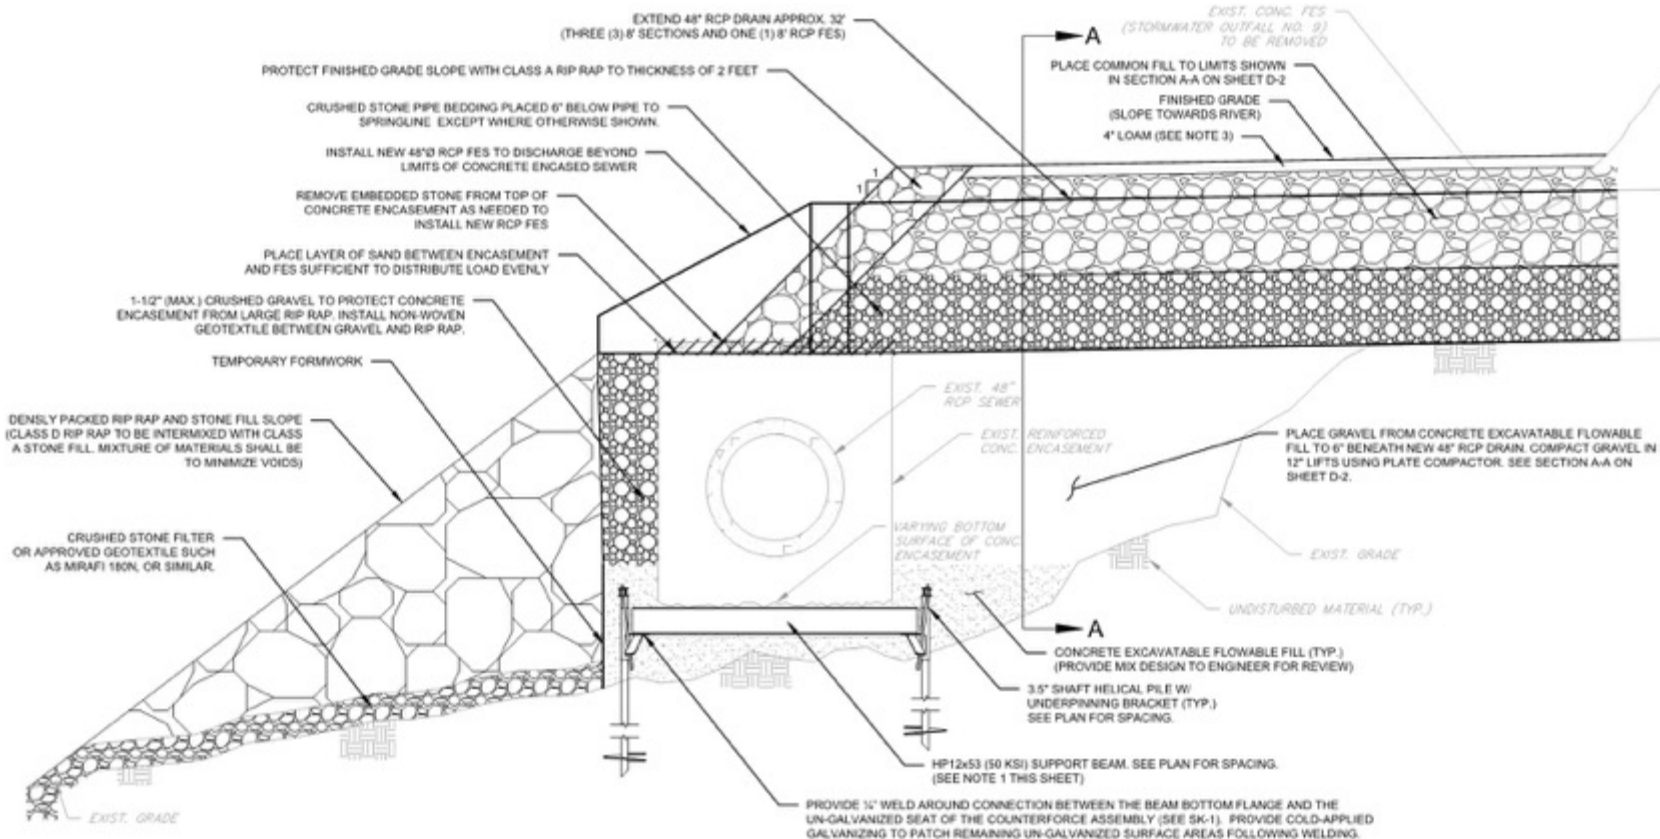 EXTEND 48" RCP DRAIN APPROX. 32'
(THREE (3) 8' SECTIONS AND ONE (1) 8' RCP FES)
PROTECT FINISHED GRADE SLOPE WITH CLASS A RIP RAP TO THICKNESS OF 2 FEET
CRUSHED STONE PIPE BEDDING PLACED 6" BELOW PIPE TO
SPRINGLINE EXCEPT WHERE OTHERWISE SHOWN.
INSTALL NEW 48"Ø RCP FES TO DISCHARGE BEYOND
LIMITS OF CONCRETE ENCASED SEWER
REMOVE EMBEDDED STONE FROM TOP OF
CONCRETE ENCASEMENT AS NEEDED TO
INSTALL NEW RCP FES
PLACE LAYER OF SAND BETWEEN ENCASEMENT
AND FES SUFFICIENT TO DISTRIBUTE LOAD EVENLY
1-1/2" (MAX.) CRUSHED GRAVEL TO PROTECT CONCRETE
ENCASEMENT FROM LARGE RIP RAP. INSTALL NON-WOVEN
GEOTEXTILE BETWEEN GRAVEL AND RIP RAP.
TEMPORARY FORMWORK
DENSLY PACKED RIP RAP AND STONE FILL SLOPE
(CLASS D RIP RAP TO BE INTERMIXED WITH CLASS
A STONE FILL. MIXTURE OF MATERIALS SHALL BE
TO MINIMIZE VOIDS)
CRUSHED STONE FILTER
OR APPROVED GEOTEXTILE SUCH
AS MIRAFI 180N, OR SIMILAR.
EXIST. GRADE
A
EXIST. CONC. FES
(STORMWATER OUTFALL NO. 9)
TO BE REMOVED
PLACE COMMON FILL TO LIMITS SHOWN
IN SECTION A-A ON SHEET D-2
FINISHED GRADE
(SLOPE TOWARDS RIVER)
4" LOAM (SEE NOTE 3)
1
1
EXIST. 48"
RCP SEWER
EXIST. REINFORCED
CONC. ENCASEMENT
VARYING BOTTOM
SURFACE OF CONC.
ENCASEMENT
PLACE GRAVEL FROM CONCRETE EXCAVATABLE FLOWABLE
FILL TO 6" BENEATH NEW 48" RCP DRAIN. COMPACT GRAVEL IN
12" LIFTS USING PLATE COMPACTOR. SEE SECTION A-A ON
SHEET D-2.
EXIST. GRADE
UNDISTURBED MATERIAL (TYP.)
A
CONCRETE EXCAVATABLE FLOWABLE FILL (TYP.)
(PROVIDE MIX DESIGN TO ENGINEER FOR REVIEW)
3.5" SHAFT HELICAL PILE W/
UNDERPINNING BRACKET (TYP.)
SEE PLAN FOR SPACING.
HP12x53 (50 KSI) SUPPORT BEAM. SEE PLAN FOR SPACING.
(SEE NOTE 1 THIS SHEET)
PROVIDE ¼" WELD AROUND CONNECTION BETWEEN THE BEAM BOTTOM FLANGE AND THE
UN-GALVANIZED SEAT OF THE COUNTERFORCE ASSEMBLY (SEE SK-1). PROVIDE COLD-APPLIED
GALVANIZING TO PATCH REMAINING UN-GALVANIZED SURFACE AREAS FOLLOWING WELDING.